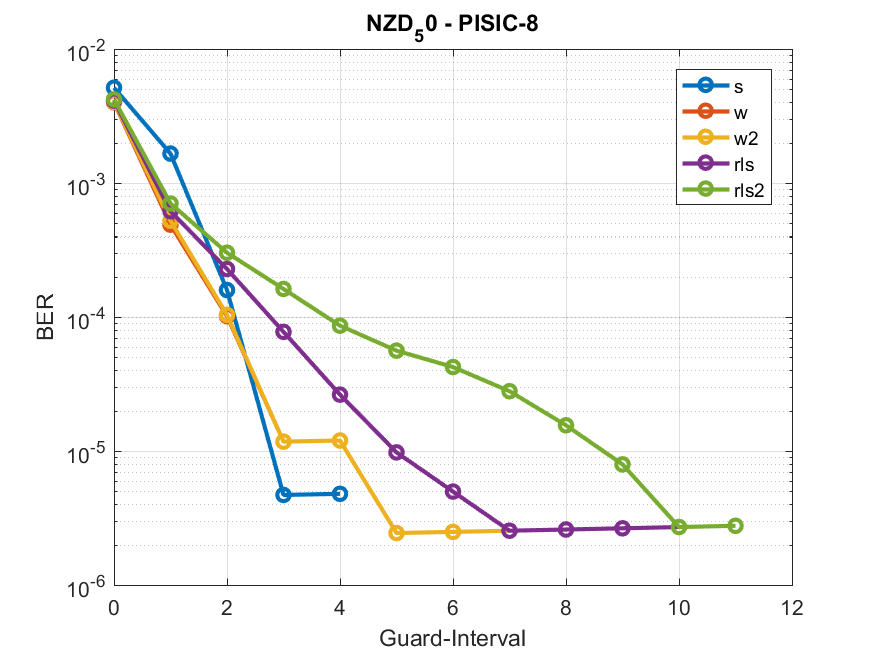 NZD₅0 - PISIC-8
s
w
w2
rls
rls2
BER
10⁻²
10⁻³
10⁻⁴
10⁻⁵
10⁻⁶
0 2 4 6 8 10 12
Guard-Interval